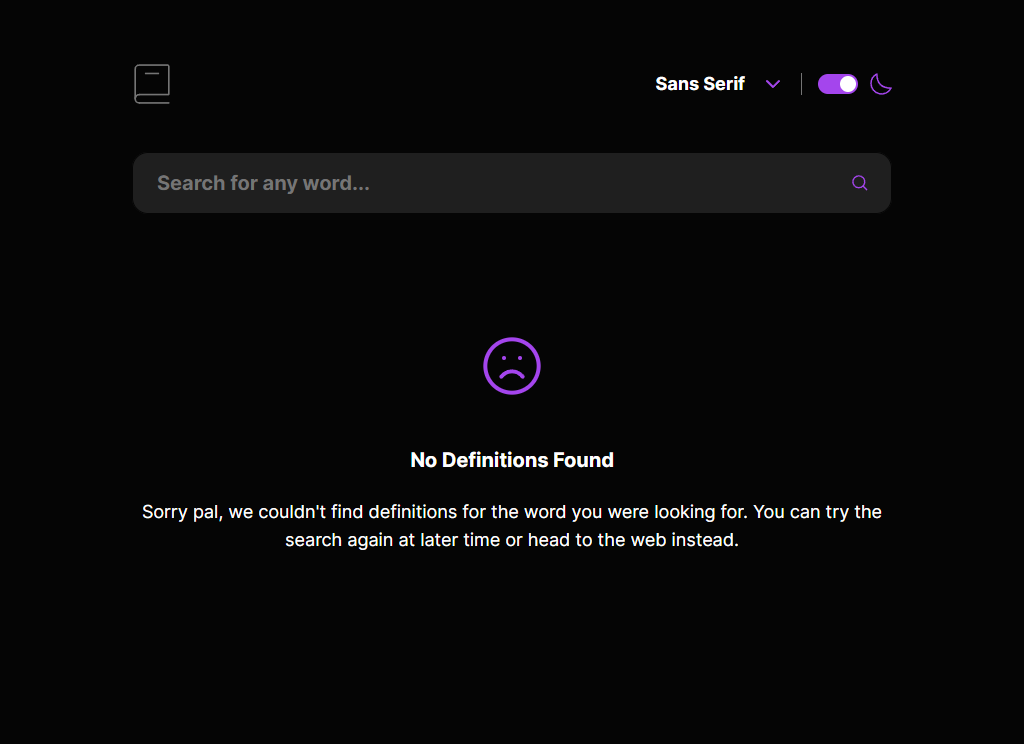 Sans Serif
Search for any word...
No Definitions Found
Sorry pal, we couldn't find definitions for the word you were looking for. You can try the
search again at later time or head to the web instead.